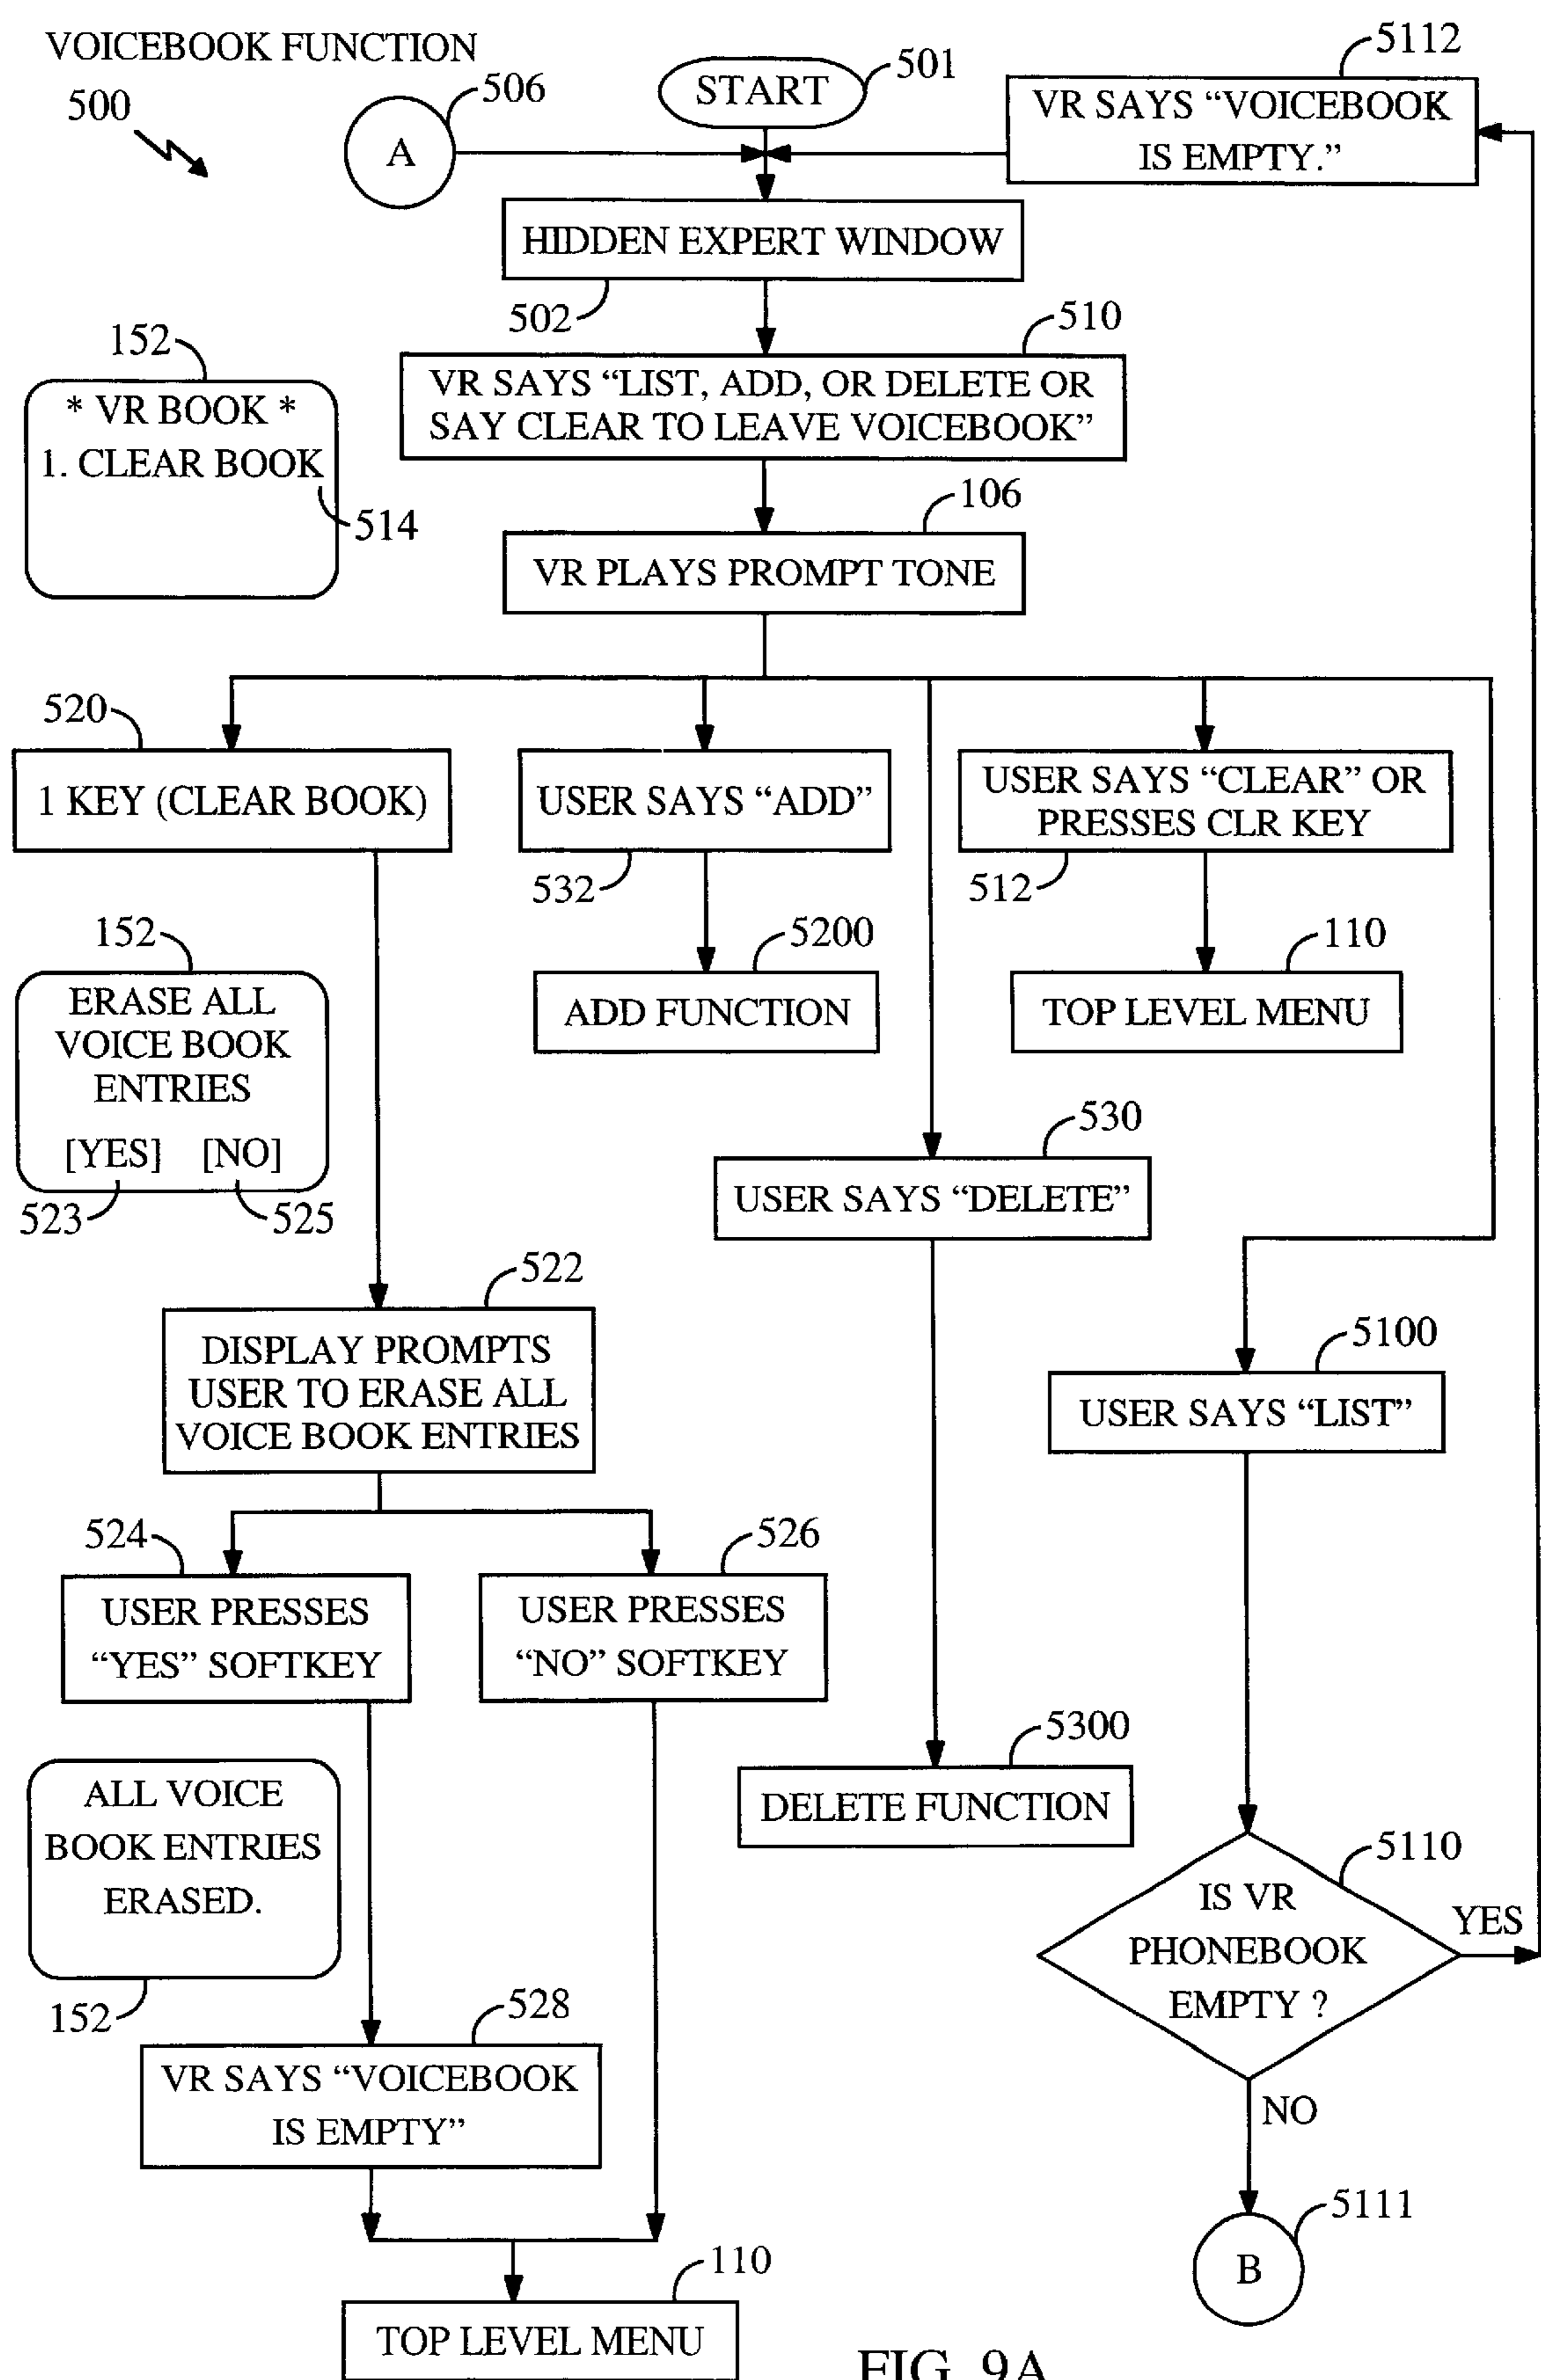 VOICEBOOK FUNCTION
500
506
A
START
501
5112
VR SAYS “VOICEBOOK
IS EMPTY.”
HIDDEN EXPERT WINDOW
502
510
VR SAYS “LIST, ADD, OR DELETE OR
SAY CLEAR TO LEAVE VOICEBOOK”
152
* VR BOOK *
1. CLEAR BOOK
514
106
VR PLAYS PROMPT TONE
520
1 KEY (CLEAR BOOK)
USER SAYS “ADD”
532
USER SAYS “CLEAR” OR
PRESSES CLR KEY
512
152
ERASE ALL
VOICE BOOK
ENTRIES
[YES] [NO]
523
525
5200
ADD FUNCTION
110
TOP LEVEL MENU
530
USER SAYS “DELETE”
522
DISPLAY PROMPTS
USER TO ERASE ALL
VOICE BOOK ENTRIES
5100
USER SAYS “LIST”
524
USER PRESSES
“YES” SOFTKEY
526
USER PRESSES
“NO” SOFTKEY
5300
DELETE FUNCTION
ALL VOICE
BOOK ENTRIES
ERASED.
152
5110
IS VR
PHONEBOOK
EMPTY ?
YES
NO
528
VR SAYS “VOICEBOOK
IS EMPTY”
5111
B
110
TOP LEVEL MENU
FIG. 9A